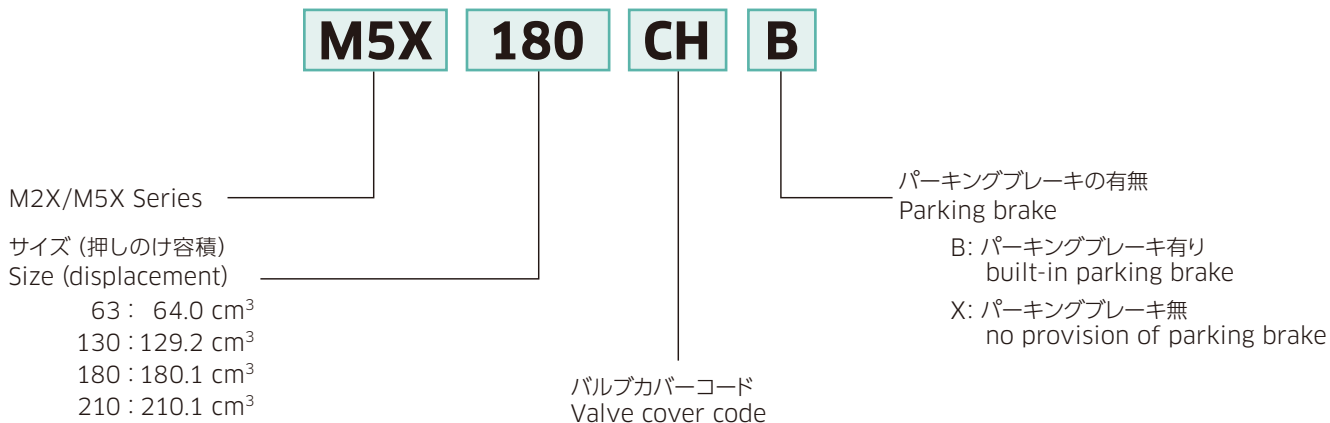 M5X 180 CH B
M2X/M5X Series
サイズ (押しのけ容積)
Size (displacement)
63 : 64.0 cm³
130 : 129.2 cm³
180 : 180.1 cm³
210 : 210.1 cm³
バルブカバーコード
Valve cover code
パーキングブレーキの有無
Parking brake
B: パーキングブレーキ有り
built-in parking brake
X: パーキングブレーキ無
no provision of parking brake